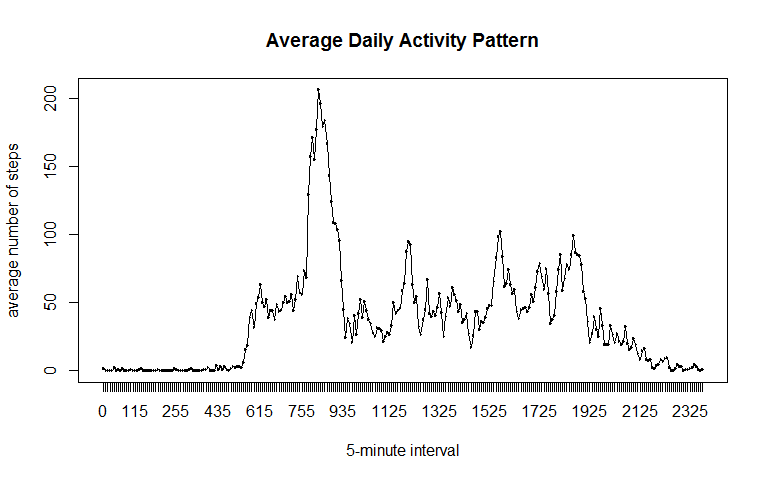 Average Daily Activity Pattern
average number of steps
200
150
100
50
0
0 115 255 435 615 755 935 1125 1325 1525 1725 1925 2125 2325
5-minute interval